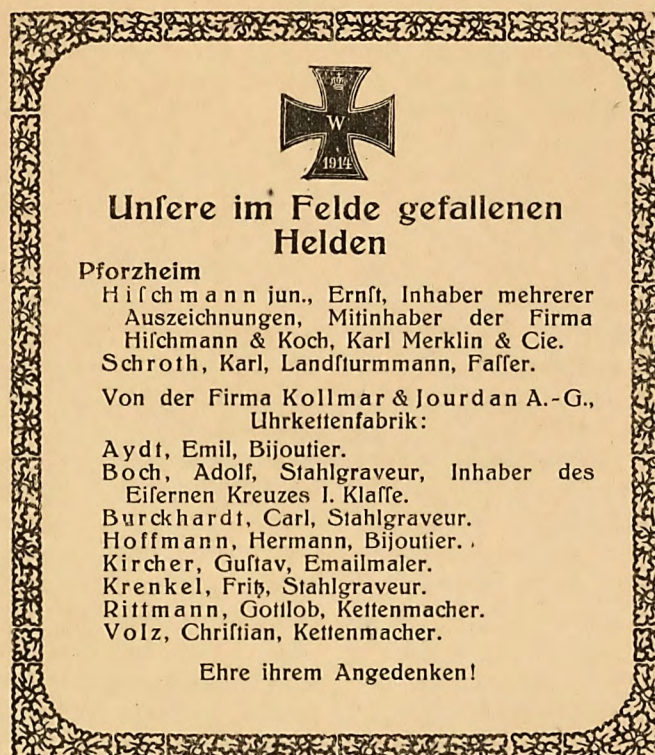 W
1914
Unſere im Felde gefallenen
Helden
Pforzheim
Hiſchmann jun., Ernſt, Inhaber mehrerer
Auszeichnungen, Mitinhaber der Firma
Hiſchmann & Koch, Karl Merklin & Cie.
Schroth, Karl, Landſturmmann, Faſſer.
Von der Firma Kollmar & Jourdan A.-G.,
Uhrkettenfabrik:
Aydt, Emil, Bijoutier.
Boch, Adolf, Stahlgraveur, Inhaber des
Eiſernen Kreuzes I. Klaſſe.
Burckhardt, Carl, Stahlgraveur.
Hoffmann, Hermann, Bijoutier.
Kircher, Guſtav, Emailmaler.
Krenkel, Fritz, Stahlgraveur.
Rittmann, Gottlob, Kettenmacher.
Volz, Chriſtian, Kettenmacher.
Ehre ihrem Angedenken!